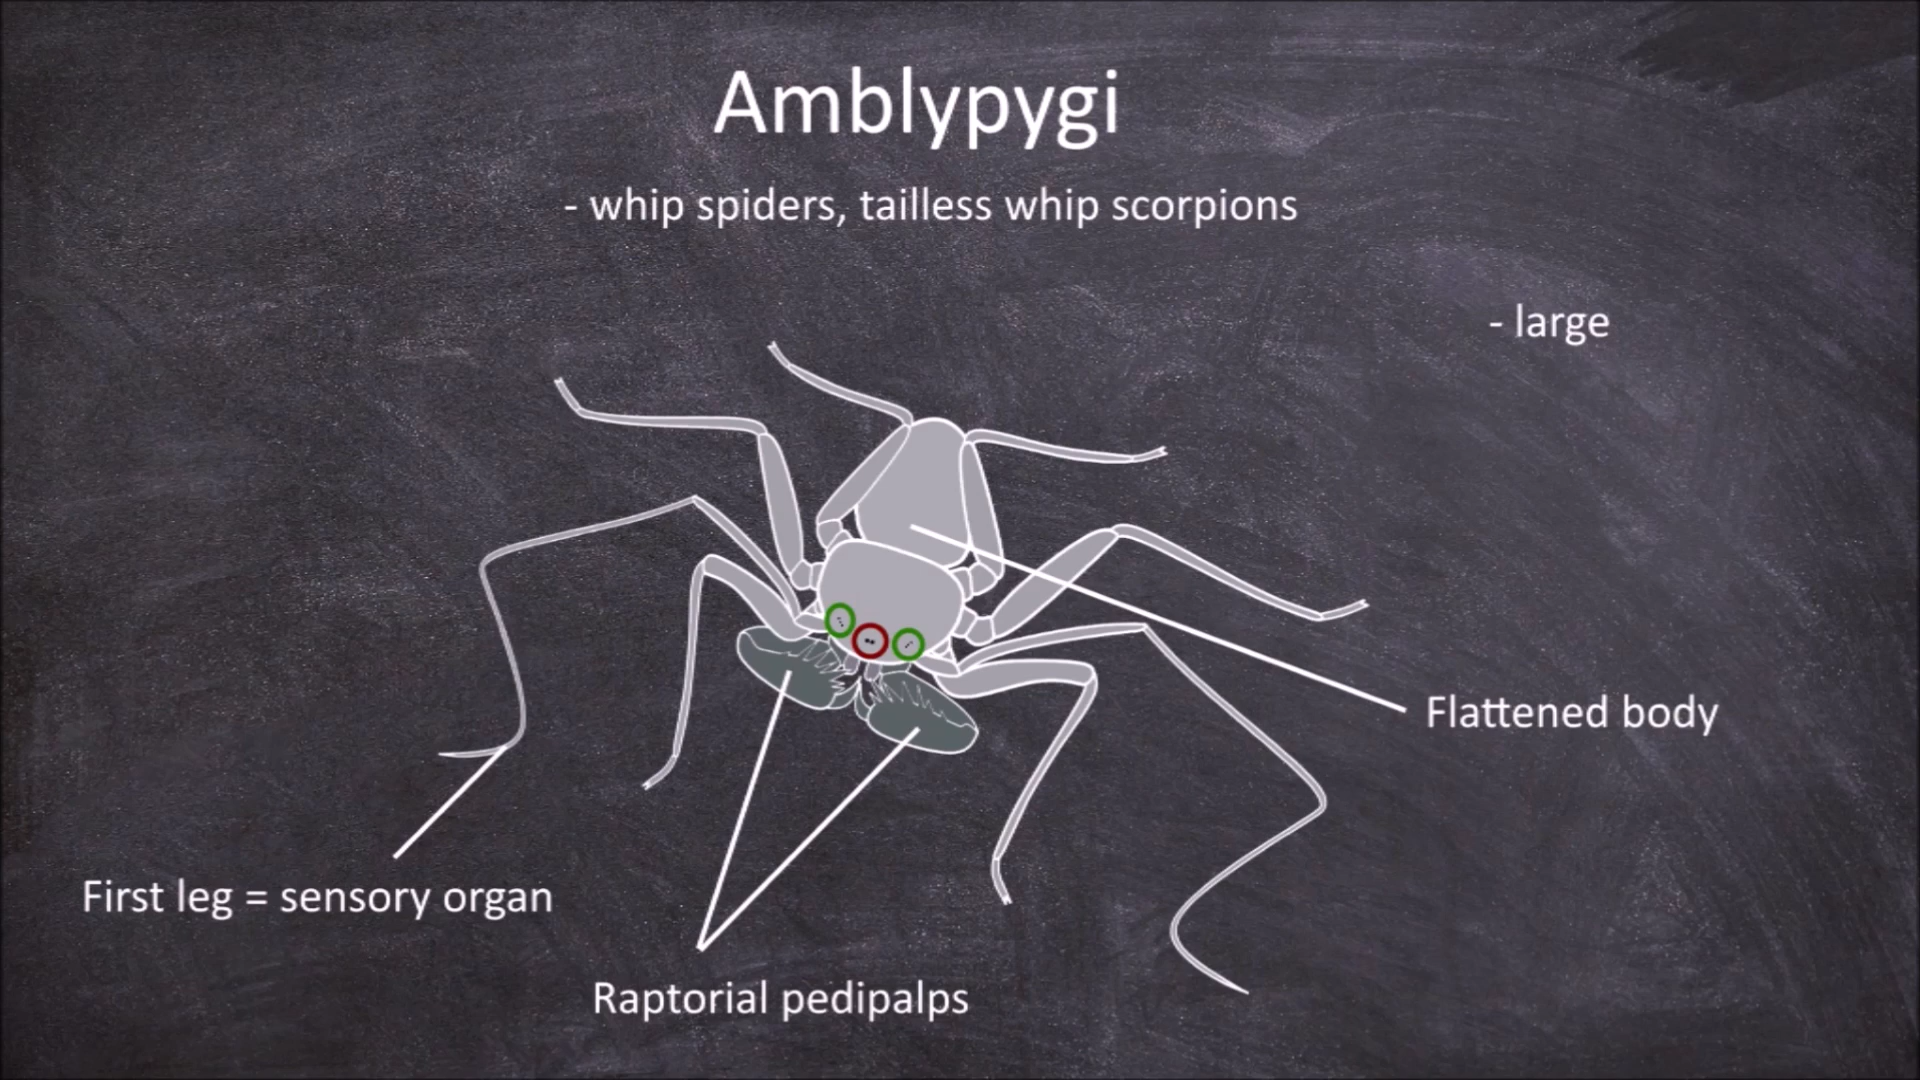 Amblypygi
- whip spiders, tailless whip scorpions
- large
Flattened body
First leg = sensory organ
Raptorial pedipalps